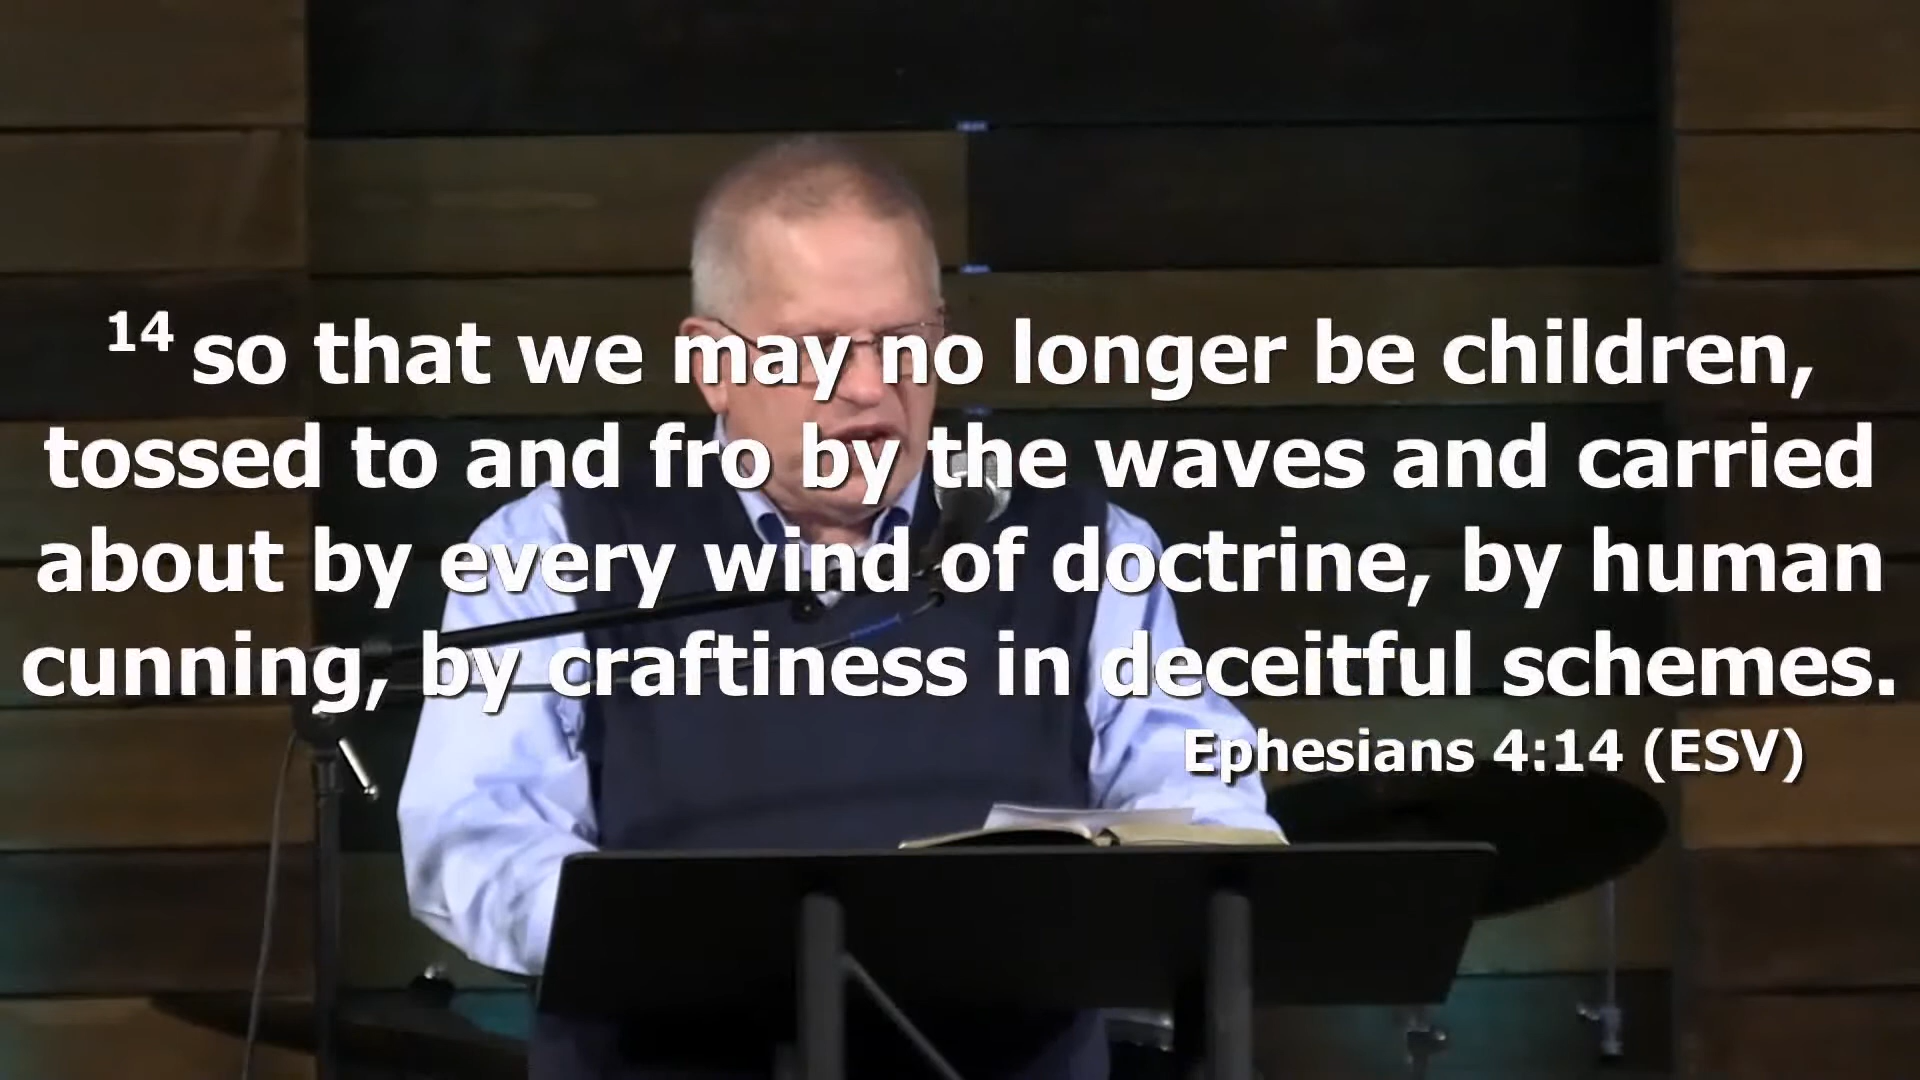 14 so that we may no longer be children,
tossed to and fro by the waves and carried
about by every wind of doctrine, by human
cunning, by craftiness in deceitful schemes.
Ephesians 4:14 (ESV)